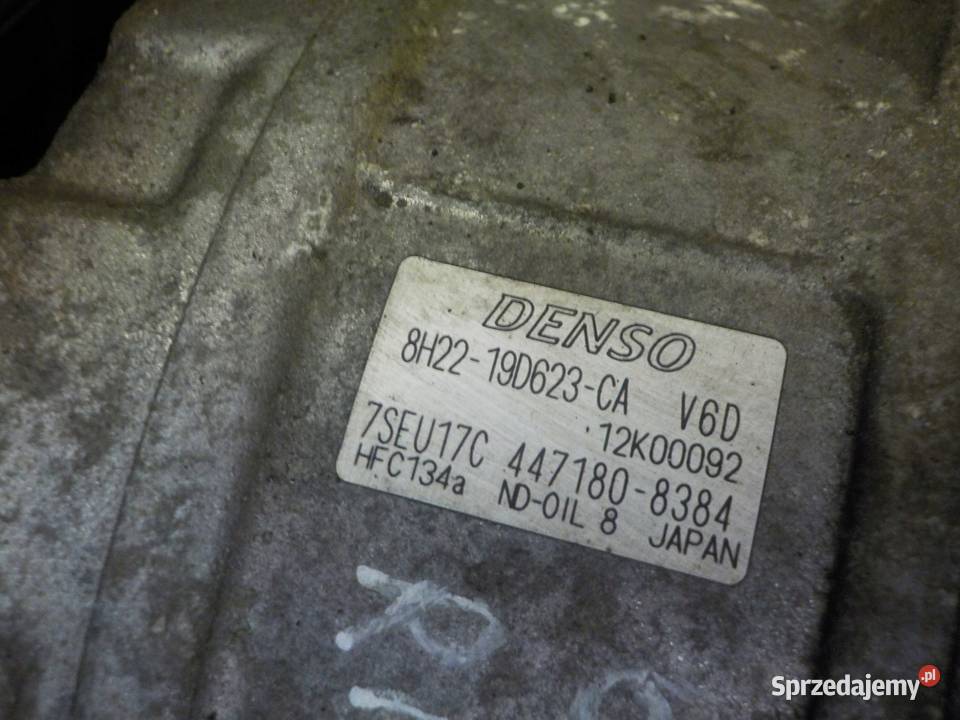 DENSO
8H22-19D623-CA V6D
12K00092
7SEU17C 447180-8384
HFC134a ND-OIL 8 JAPAN
Sprzedajemy.pl